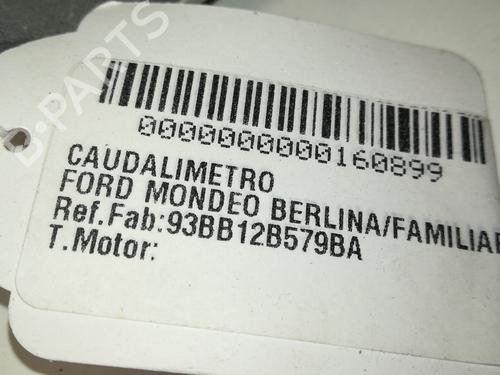 B-PARTS
0000000000160899
CAUDALIMETRO
FORD MONDEO BERLINA/FAMILIAR
Ref.Fab:93BB12B579BA
T.Motor: